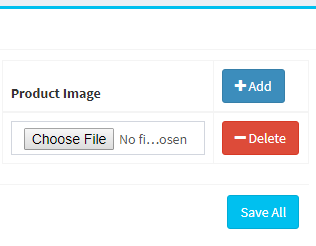 Product Image
+ Add
Choose File No fi...osen
− Delete
Save All